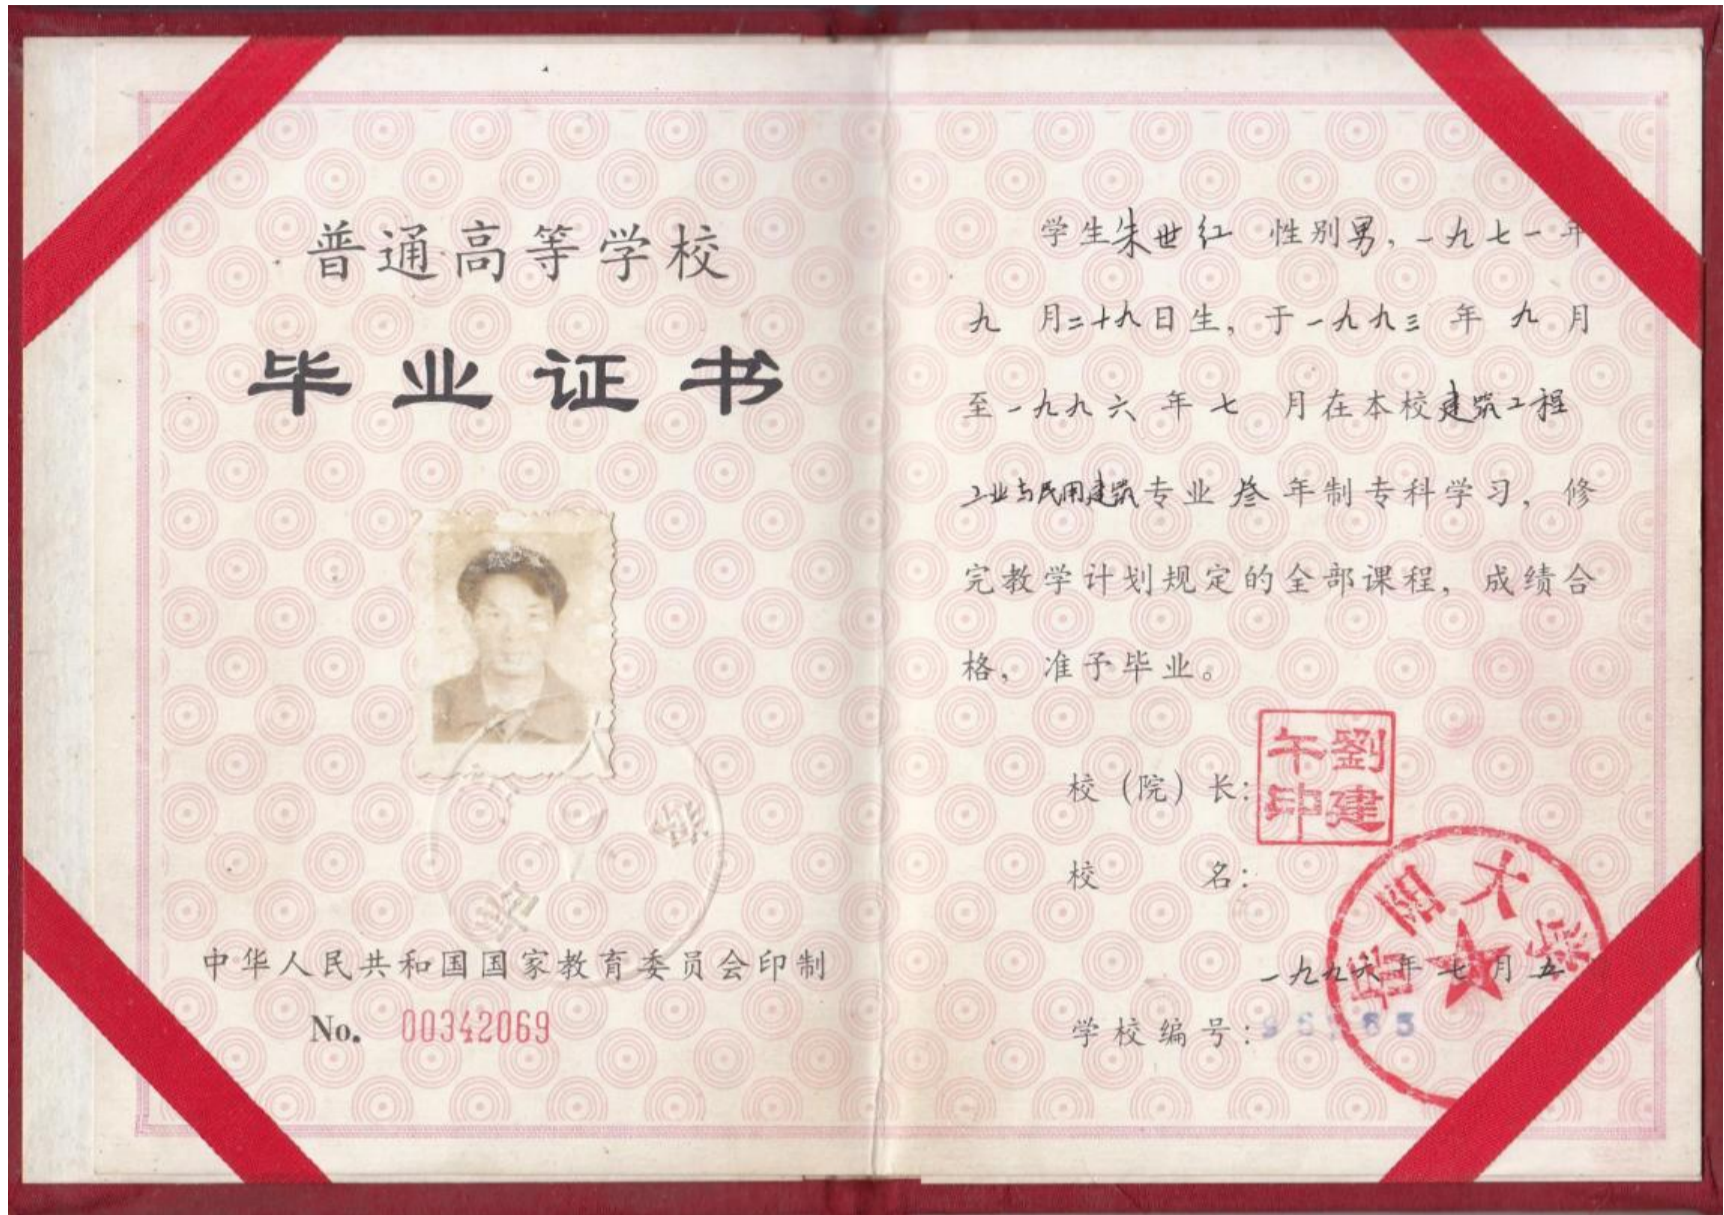 普通高等学校
毕业证书
中华人民共和国国家教育委员会印制
No. 00342069
学生朱世红 性别男，一九七一年
九 月二十九日生，于一九九三 年 九 月
至一九九六 年 七 月在本校建筑工程
工业与民用建筑专业 叁 年制专科学习，修
完教学计划规定的全部课程，成绩合
格，准予毕业。
校（院）长：
劉建午印
校 名：
大学
一九九六年 七 月 五
学校编号：